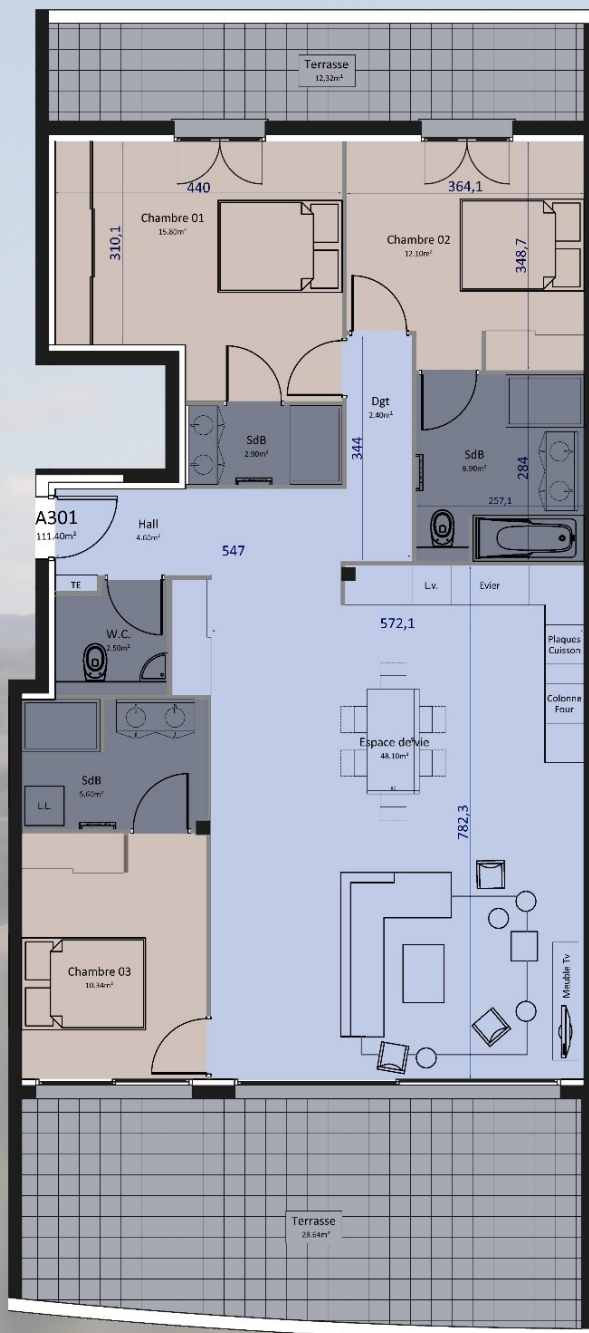 Terrasse
12,32m²
440
364,1
Chambre 01
15.80m²
310,1
Chambre 02
12.10m²
348,7
Dgt
2.40m²
344
SdB
2.90m²
SdB
6.90m²
284
257,1
A301
111.40m²
Hall
4.60m²
547
TE
L.v.
Evier
W.C.
2.50m²
572,1
Plaques
Cuisson
Colonne
Four
Espace de vie
48.10m²
SdB
5.60m²
L.L.
782,3
Chambre 03
10.34m²
Meuble Tv
Terrasse
28.64m²